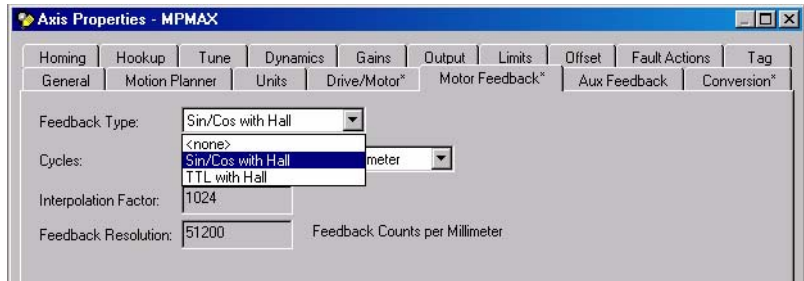 Axis Properties - MPMAX
Homing Hookup Tune Dynamics Gains Output Limits Offset Fault Actions Tag
General Motion Planner Units Drive/Motor* Motor Feedback* Aux Feedback Conversion*
Feedback Type: Sin/Cos with Hall
<none>
Cycles: Sin/Cos with Hall meter
TTL with Hall
Interpolation Factor: 1024
Feedback Resolution: 51200 Feedback Counts per Millimeter